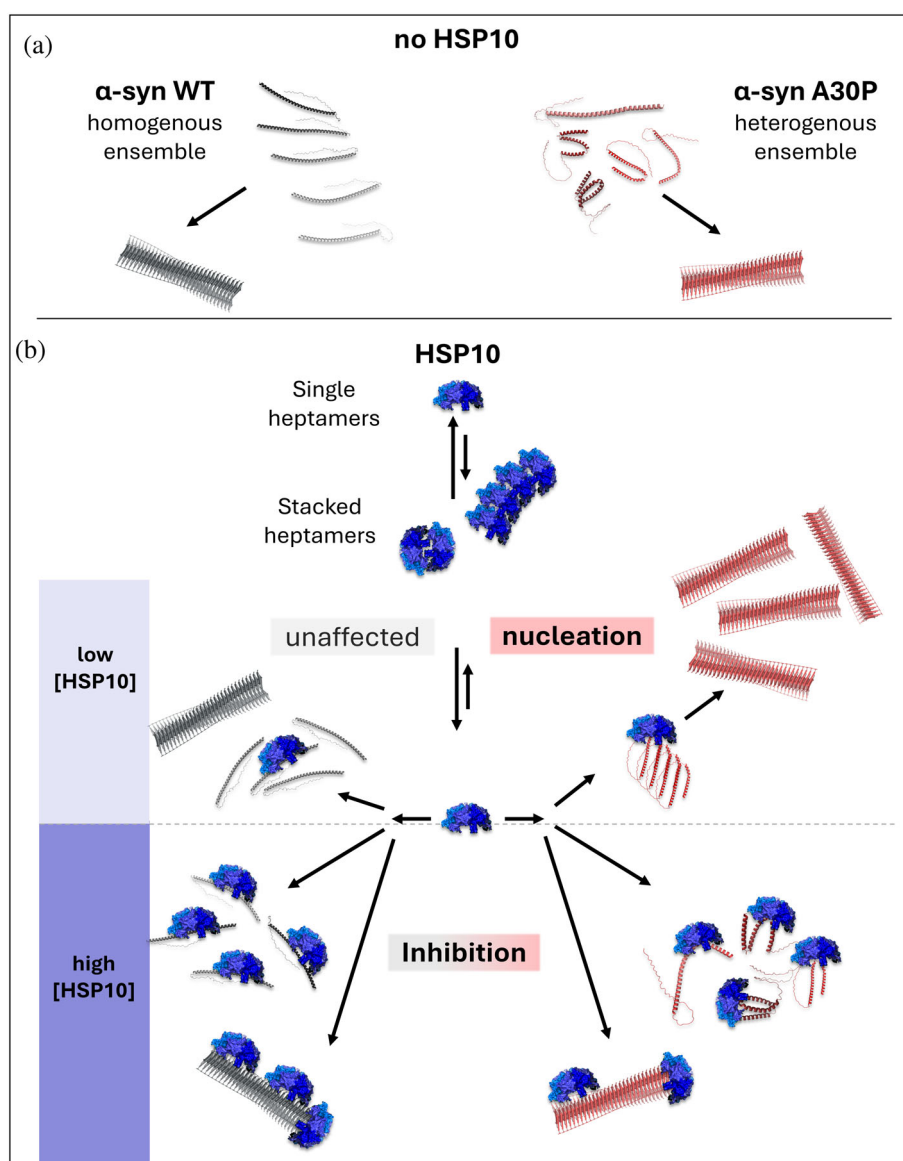 (a)
no HSP10
α-syn WT
homogenous
ensemble
α-syn A30P
heterogenous
ensemble
(b)
HSP10
Single
heptamers
Stacked
heptamers
unaffected
nucleation
low
[HSP10]
Inhibition
high
[HSP10]